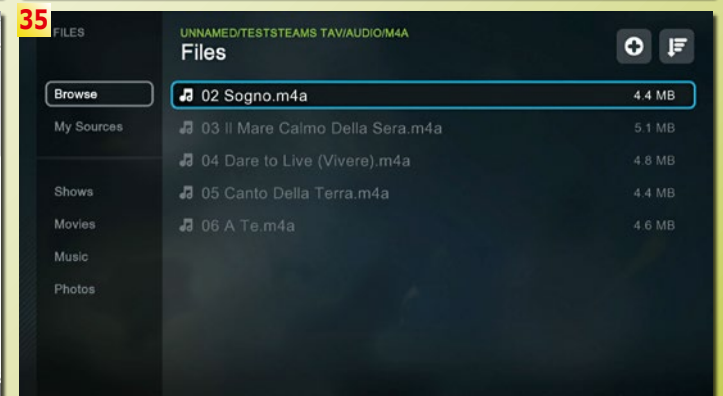 35
FILES
UNNAMED/TESTSTEAMS TAV/AUDIO/M4A
Files
Browse
My Sources
Shows
Movies
Music
Photos
02 Sogno.m4a 4.4 MB
03 Il Mare Calmo Della Sera.m4a 5.1 MB
04 Dare to Live (Vivere).m4a 4.8 MB
05 Canto Della Terra.m4a 4.4 MB
06 A Te.m4a 4.6 MB